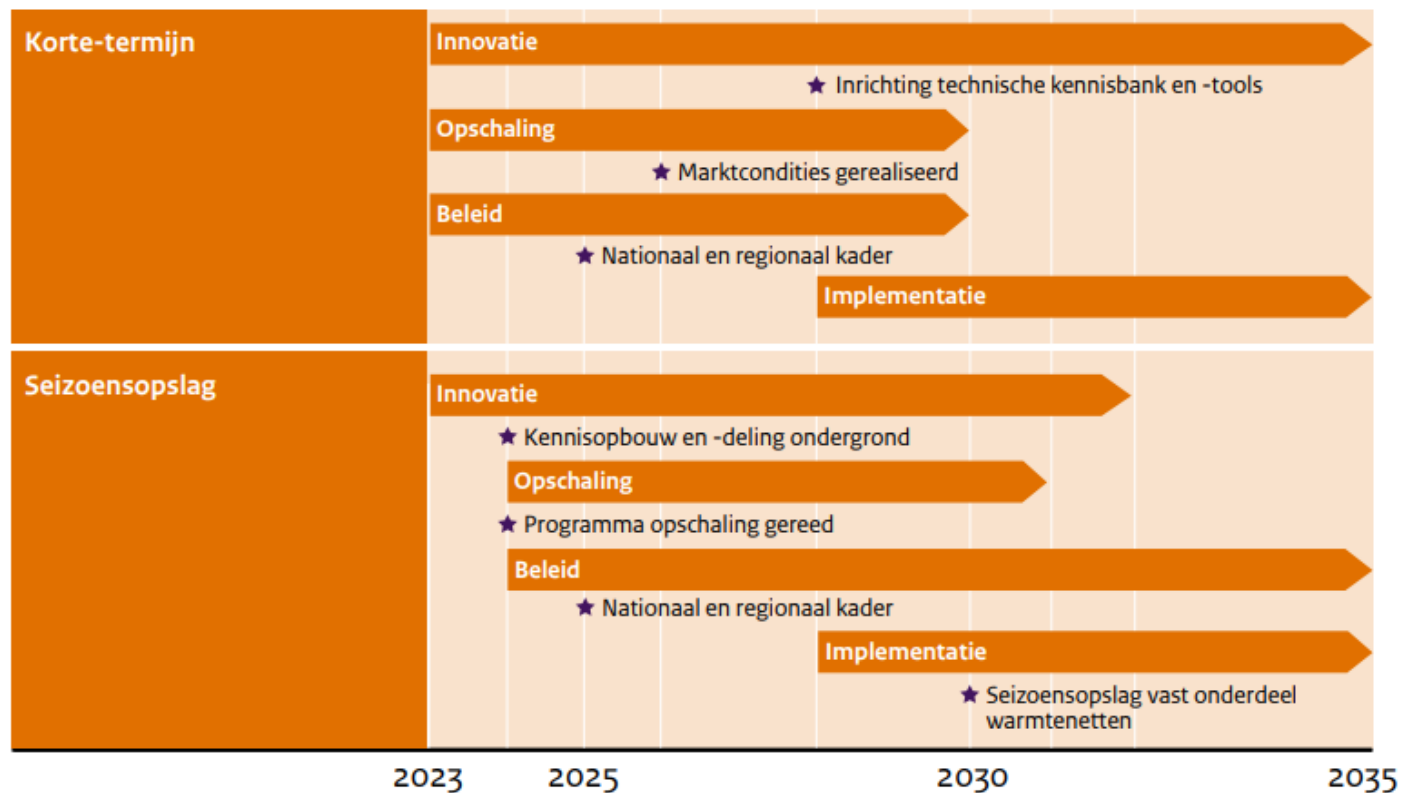 Korte-termijn
Innovatie
Inrichting technische kennisbank en -tools
Opschaling
Marktcondities gerealiseerd
Beleid
Nationaal en regionaal kader
Implementatie
Seizoensopslag
Innovatie
Kennisopbouw en -deling ondergrond
Opschaling
Programma opschaling gereed
Beleid
Nationaal en regionaal kader
Implementatie
Seizoensopslag vast onderdeel
warmtenetten
2023 2025 2030 2035